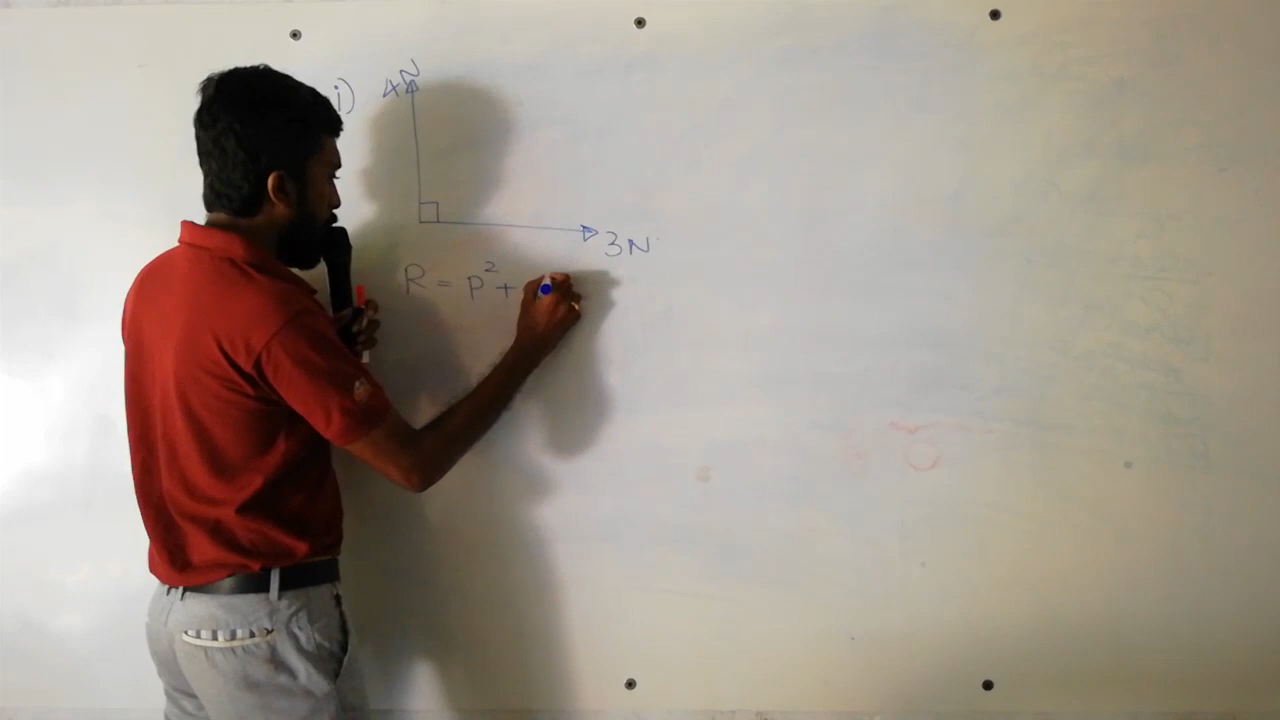 i)
4N
3N
R = P² +